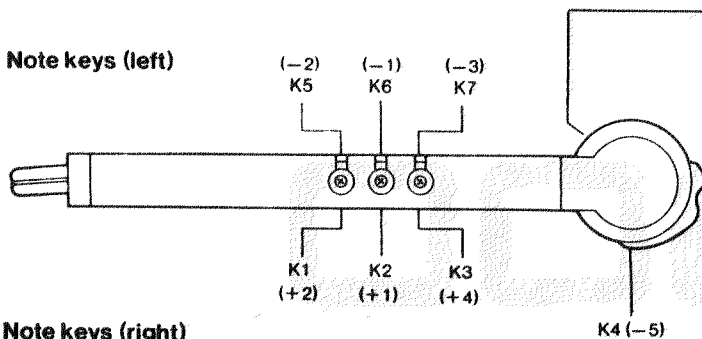 Note keys (left)
(−2) (−1) (−3)
K5 K6 K7
K1 K2 K3
(+2) (+1) (+4)
K4 (−5)
Note keys (right)